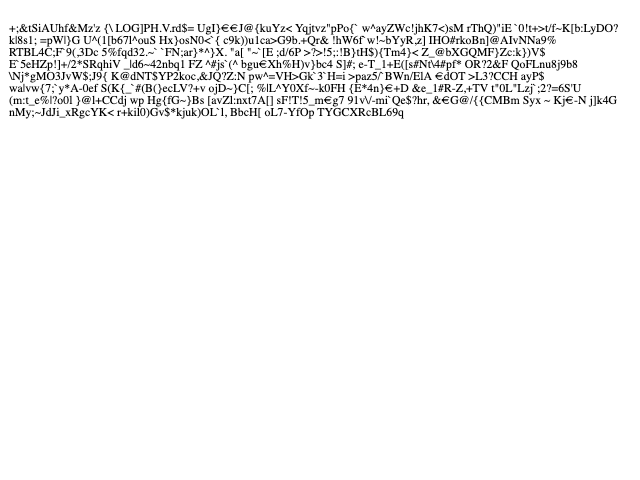 +;&tSiAUhf&Mz'z {\ LOG]PH.V.rd$= UgI}€€J@{kuYz< Yqjtvz"pPo{` w^ayZWc!jhK7<)sM rThQ)"iE`0!t+>t/f~K[b:LyDO?
k|8s1; =pW|}G U^(1[b67l^ouS Hx}osN0<`{ c9k))u1ca>G9b.+Qr& !hW6f`w!~bYyR,z] IHO#rkoBn]@AIvNNa9%
RTBL4C;F`9(,3Dc 5%fqd32.~` `FN;ar}*^}X. "a[ "~`[E ;d/6P >?>!5;:!B}tH$){Tm4}< Z_@bXGQMF}Zc:k})V$
E`5eHZp!]+/2*SRqhiV _|d6~42nbq1 FZ ^#js`(^ bgu€Xh%H)v}bc4 S]#; e-T_1+E([s#Nt\4#pf* OR?2&F QoFLnu8j9b8
\Nj*gMO3JvW$;J9{ K@dNT$YP2koc,&JQ?Z:N pw^=VH>Gk`3`H=i >paz5/`BWn/E|A €dOT >L3?CCH ayP$
wa|vw{7;`y*A-0ef S(K{_`#(B(}ecLV?+v ojD~}C[; %|L^Y0Xf~-k0FH {E*4n}€+D &e_1#R-Z,+TV t"0L"Lzj`;2?=6S'U
(m:t_e%|?o0l }@l+CCdj wp Hg{fG~}Bs [avZl:nxt7A[] sF!T!5_m€g7 91v\/-mi`Qe$?hr, &€G@/{{CMBm Syx ~ Kj€-N j]k4G
nMy;~JdJi_xRgcYK< r+kil0)Gv$*kjuk)OL`l, BbcH[ oL7-YfOp TYGCXRcBL69q